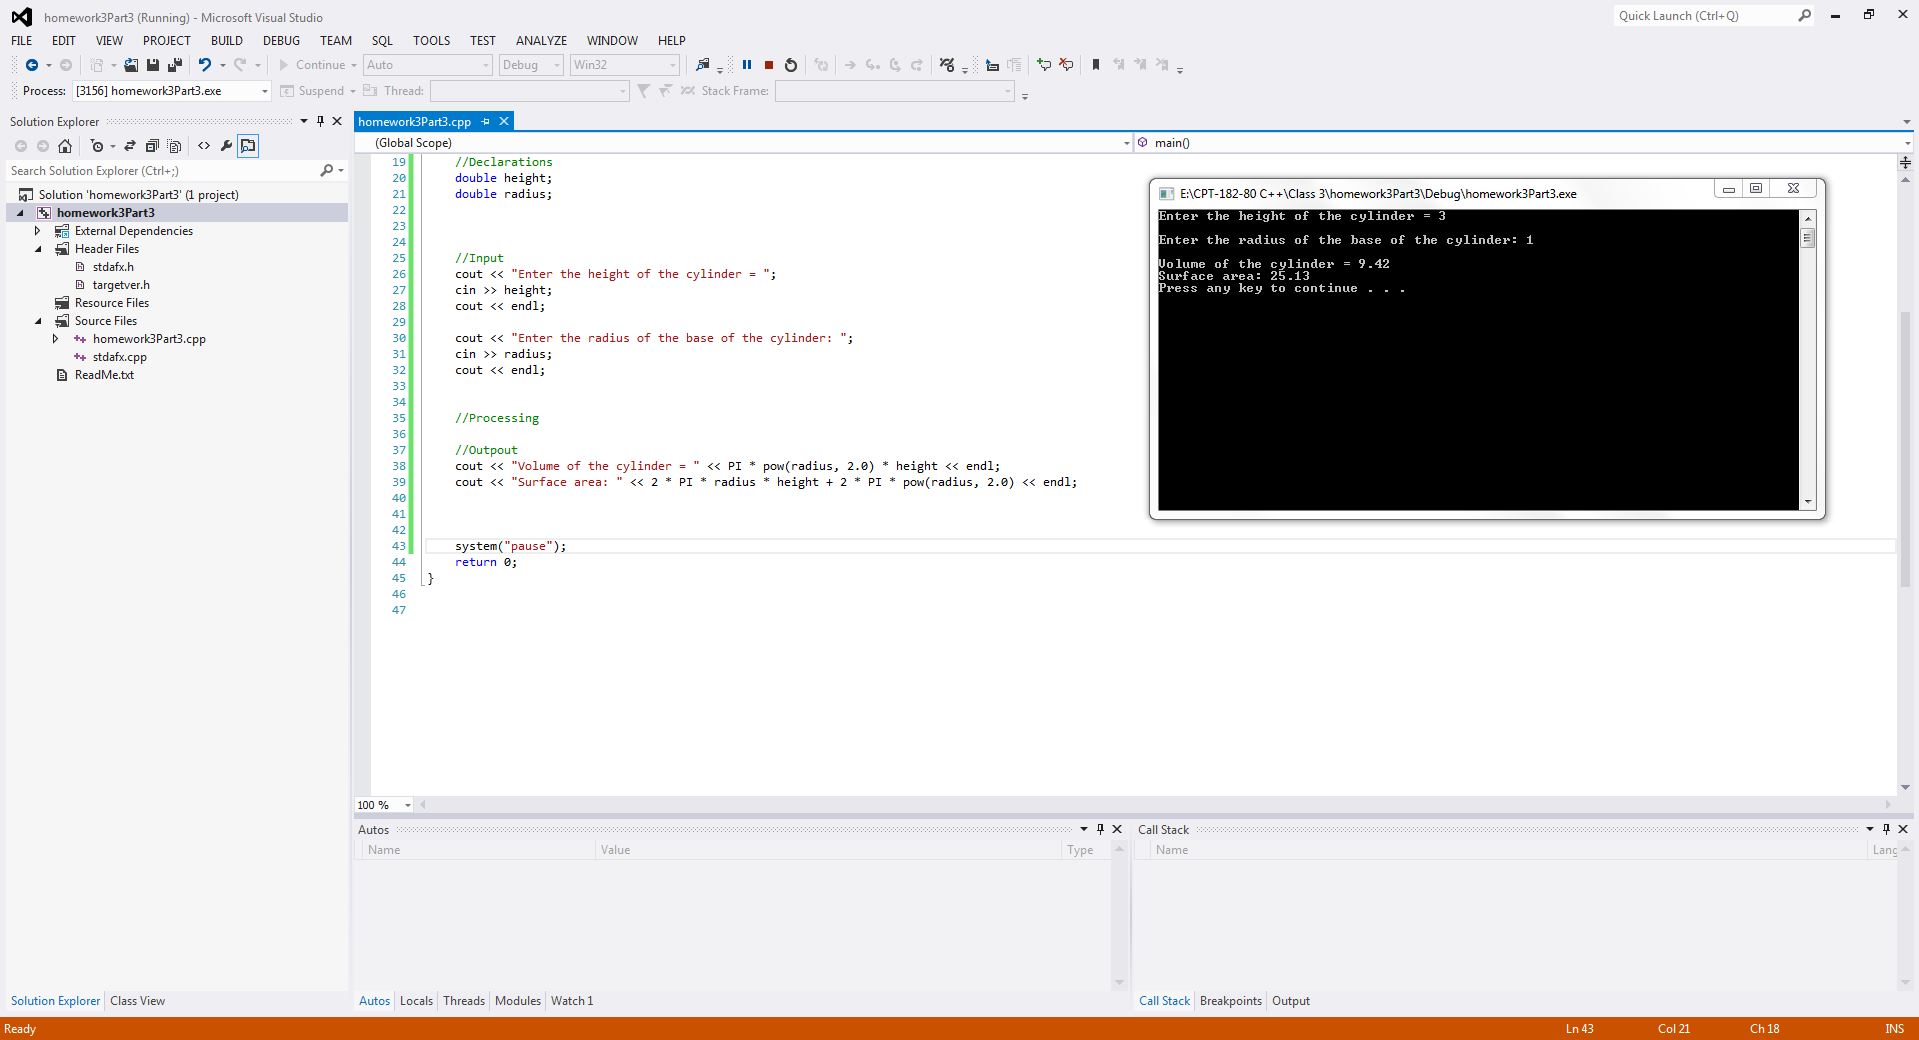 homework3Part3 (Running) - Microsoft Visual Studio
Quick Launch (Ctrl+Q)
FILE EDIT VIEW PROJECT BUILD DEBUG TEAM SQL TOOLS TEST ANALYZE WINDOW HELP
Continue Auto Debug Win32
Process: [3156] homework3Part3.exe Suspend Thread: Stack Frame:
Solution Explorer
Search Solution Explorer (Ctrl+;)
Solution 'homework3Part3' (1 project)
homework3Part3
External Dependencies
Header Files
stdafx.h
targetver.h
Resource Files
Source Files
homework3Part3.cpp
stdafx.cpp
ReadMe.txt
Solution Explorer Class View
homework3Part3.cpp
(Global Scope) main()
19 //Declarations
20 double height;
21 double radius;
22
23
24
25 //Input
26 cout << "Enter the height of the cylinder = ";
27 cin >> height;
28 cout << endl;
29
30 cout << "Enter the radius of the base of the cylinder: ";
31 cin >> radius;
32 cout << endl;
33
34
35 //Processing
36
37 //Outpout
38 cout << "Volume of the cylinder = " << PI * pow(radius, 2.0) * height << endl;
39 cout << "Surface area: " << 2 * PI * radius * height + 2 * PI * pow(radius, 2.0) << endl;
40
41
42
43 system("pause");
44 return 0;
45 }
46
47
100 %
E:\CPT-182-80 C++\Class 3\homework3Part3\Debug\homework3Part3.exe
Enter the height of the cylinder = 3
Enter the radius of the base of the cylinder: 1
Volume of the cylinder = 9.42
Surface area: 25.13
Press any key to continue . . .
Autos
Name Value Type
Autos Locals Threads Modules Watch 1
Call Stack
Name Lang
Call Stack Breakpoints Output
Ready Ln 43 Col 21 Ch 18 INS